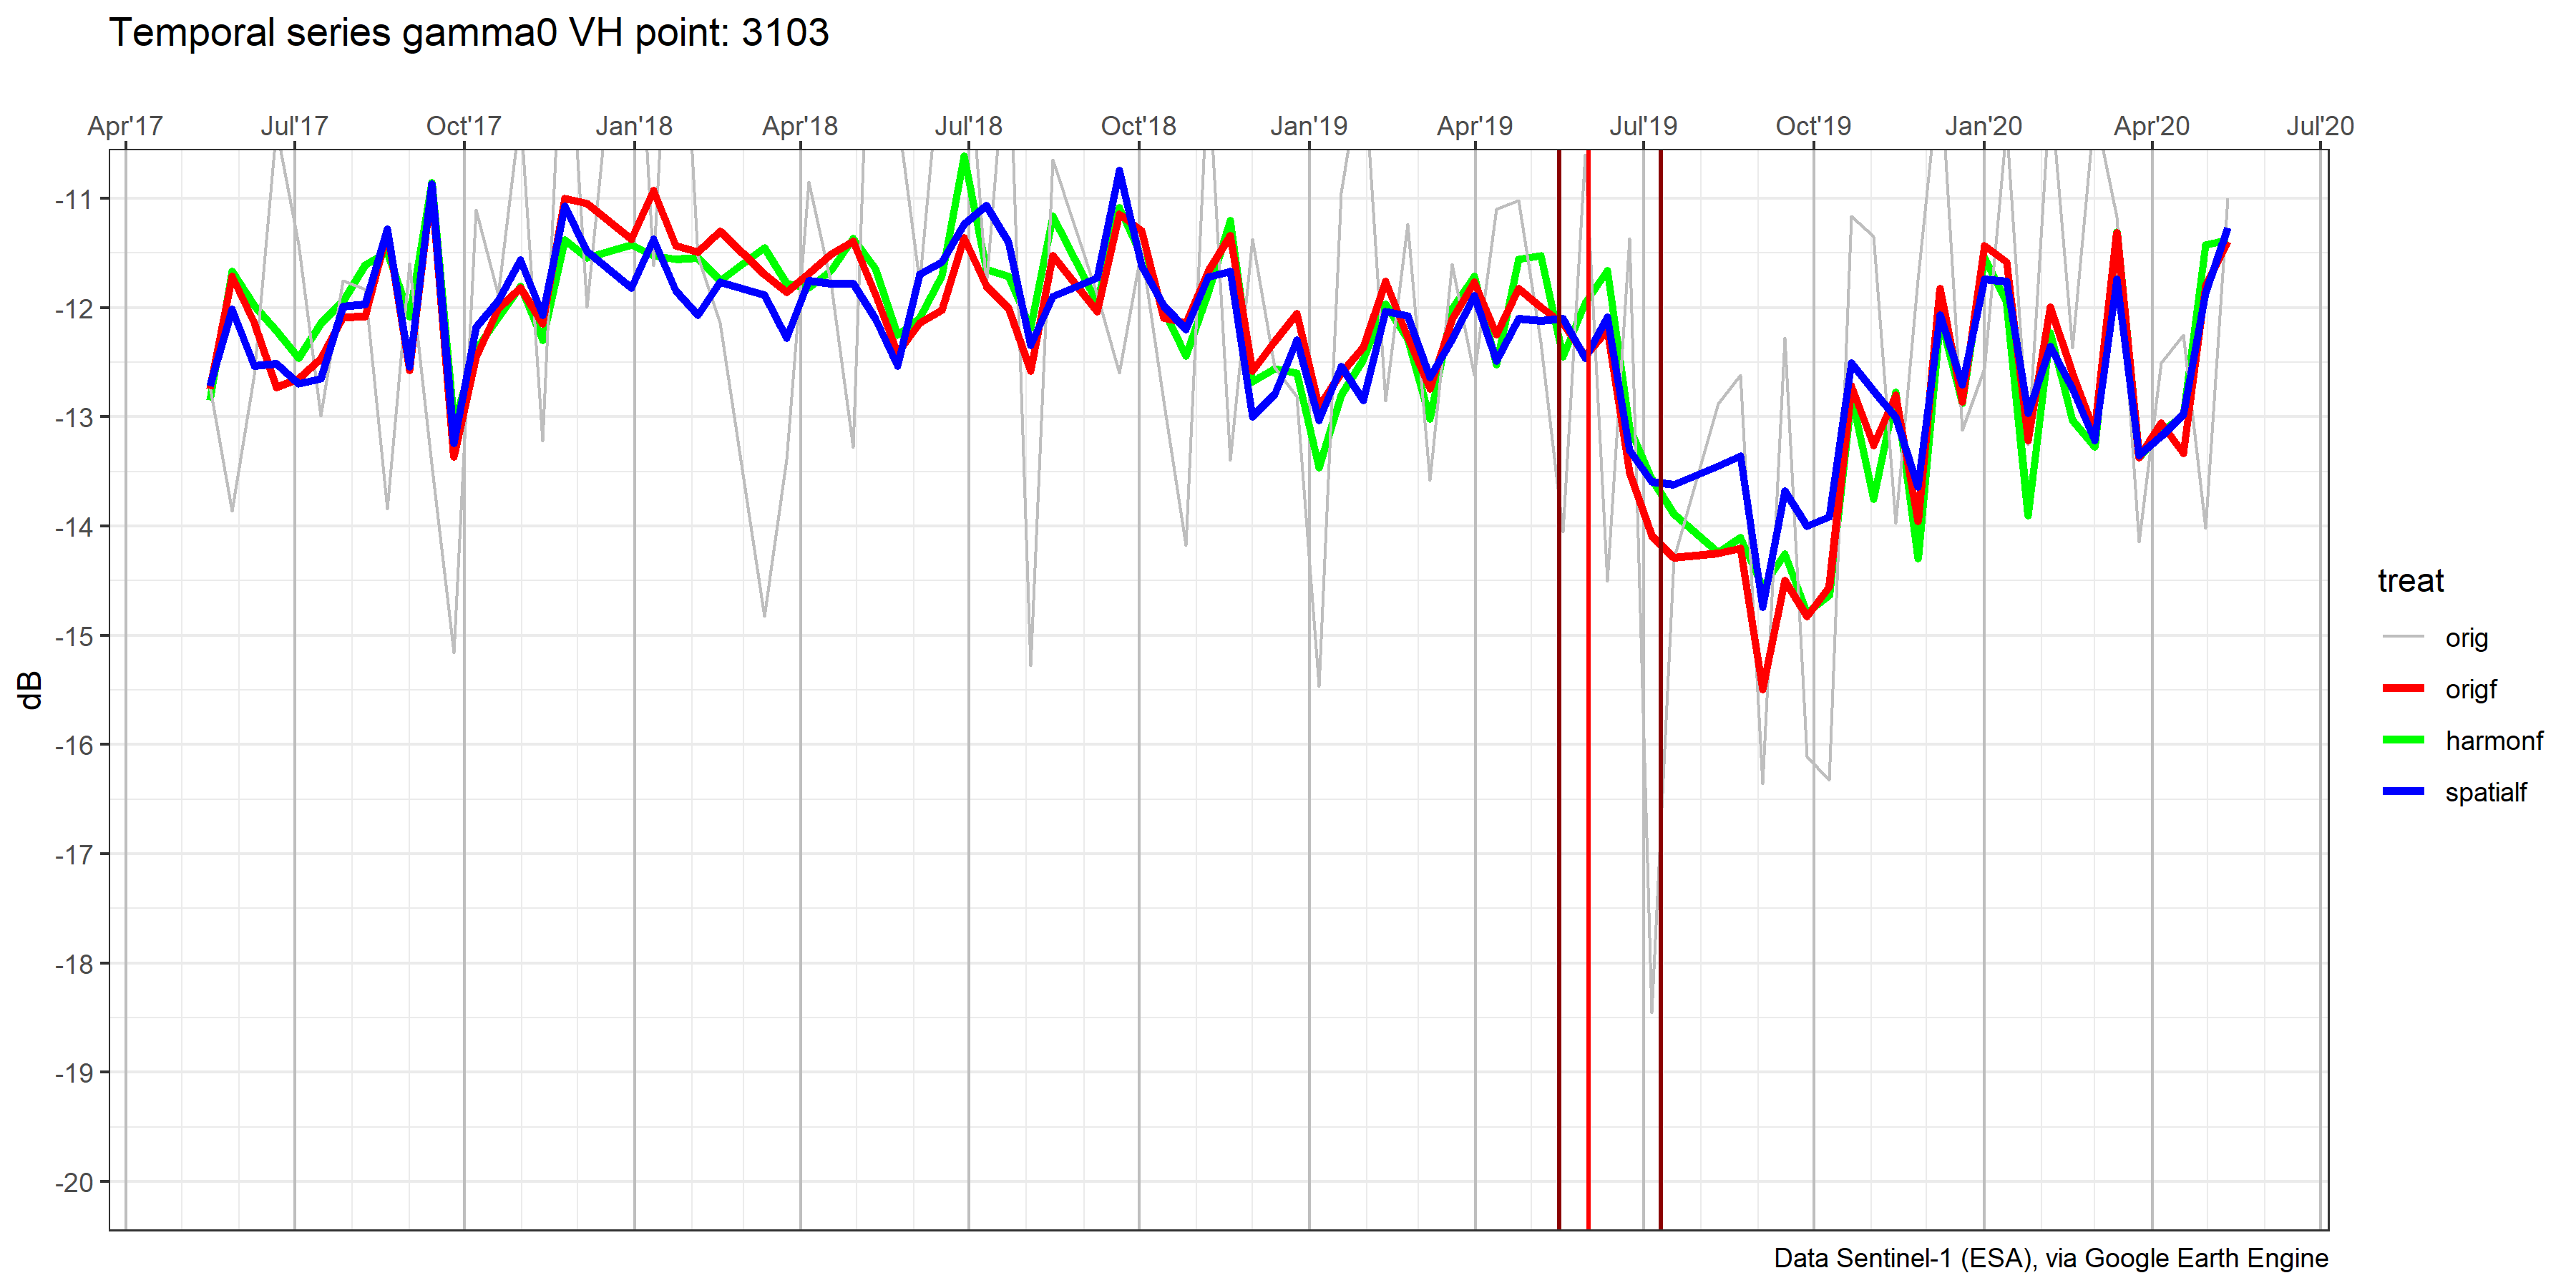 Temporal series gamma0 VH point: 3103
Apr'17 Jul'17 Oct'17 Jan'18 Apr'18 Jul'18 Oct'18 Jan'19 Apr'19 Jul'19 Oct'19 Jan'20 Apr'20 Jul'20
-11
-12
-13
-14
-15
-16
-17
-18
-19
-20
dB
treat
orig
origf
harmonf
spatialf
Data Sentinel-1 (ESA), via Google Earth Engine